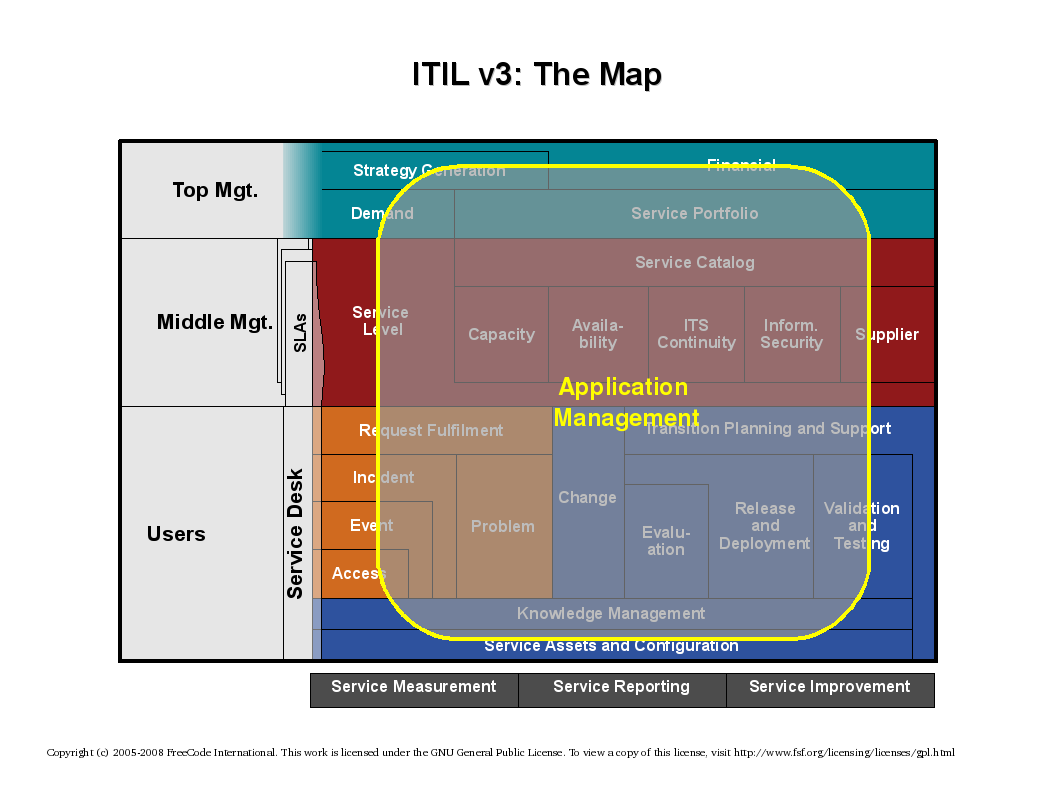 ITIL v3: The Map
Top Mgt.
Strategy Generation
Financial
Demand
Service Portfolio
Middle Mgt.
SLAs
Service
Level
Service Catalog
Capacity
Availa-
bility
ITS
Continuity
Inform.
Security
Supplier
Application
Management
Users
Service Desk
Request Fulfilment
Incident
Event
Access
Problem
Change
Transition Planning and Support
Evalu-
ation
Release
and
Deployment
Validation
and
Testing
Knowledge Management
Service Assets and Configuration
Service Measurement
Service Reporting
Service Improvement
Copyright (c) 2005-2008 FreeCode International. This work is licensed under the GNU General Public License. To view a copy of this license, visit http://www.fsf.org/licensing/licenses/gpl.html